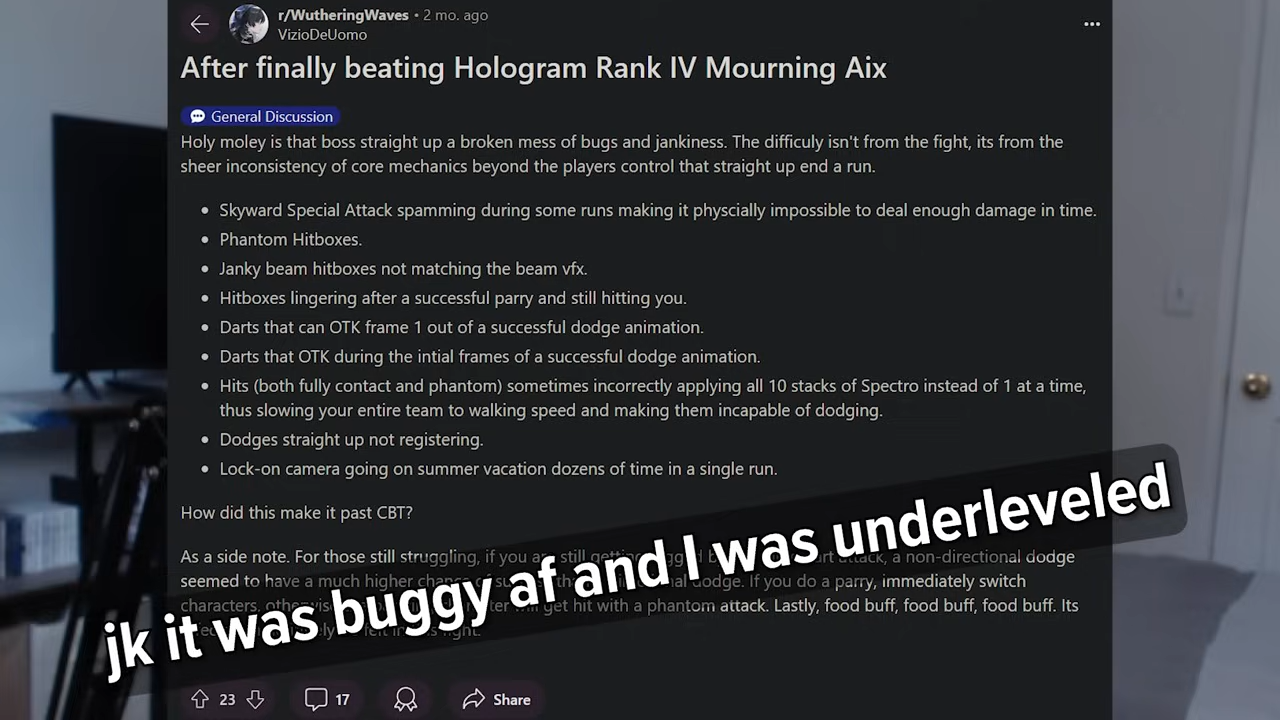 r/WutheringWaves • 2 mo. ago
VizioDeUomo
After finally beating Hologram Rank IV Mourning Aix
General Discussion
Holy moley is that boss straight up a broken mess of bugs and jankiness. The difficuly isn't from the fight, its from the
sheer inconsistency of core mechanics beyond the players control that straight up end a run.
• Skyward Special Attack spamming during some runs making it physcially impossible to deal enough damage in time.
• Phantom Hitboxes.
• Janky beam hitboxes not matching the beam vfx.
• Hitboxes lingering after a successful parry and still hitting you.
• Darts that can OTK frame 1 out of a successful dodge animation.
• Darts that OTK during the intial frames of a successful dodge animation.
• Hits (both fully contact and phantom) sometimes incorrectly applying all 10 stacks of Spectro instead of 1 at a time,
thus slowing your entire team to walking speed and making them incapable of dodging.
• Dodges straight up not registering.
• Lock-on camera going on summer vacation dozens of time in a single run.
How did this make it past CBT?
As a side note. For those still struggling, if you are still attack, a non-directional dodge
seemed to have a much higher chance dodge. If you do a parry, immediately switch
characters, will get hit with a phantom attack. Lastly, food buff, food buff, food buff. Its
fight.
jk it was buggy af and I was underleveled
23 17 Share